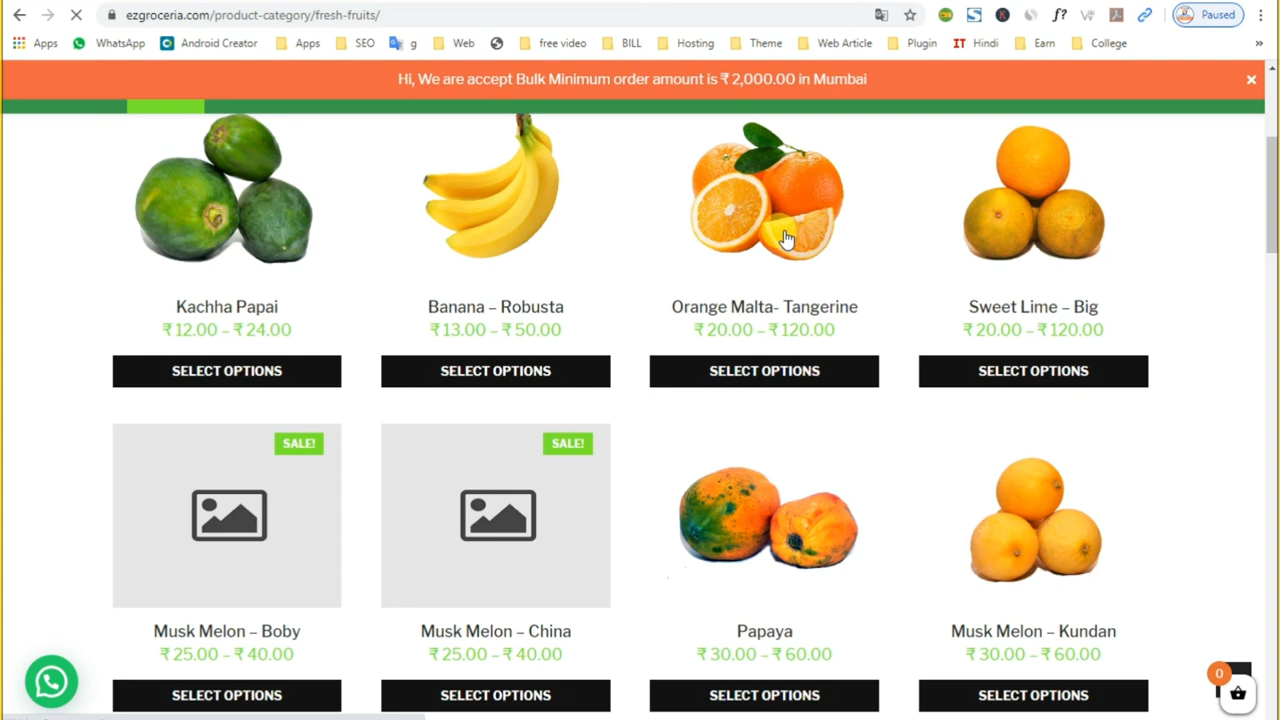 ezgroceria.com/product-category/fresh-fruits/
Paused
Apps WhatsApp Android Creator Apps SEO g Web free video BILL Hosting Theme Web Article Plugin IT Hindi Earn College »
Hi, We are accept Bulk Minimum order amount is ₹ 2,000.00 in Mumbai ×
Kachha Papai Banana – Robusta Orange Malta- Tangerine Sweet Lime – Big
₹ 12.00 – ₹ 24.00 ₹ 13.00 – ₹ 50.00 ₹ 20.00 – ₹ 120.00 ₹ 20.00 – ₹ 120.00
SELECT OPTIONS SELECT OPTIONS SELECT OPTIONS SELECT OPTIONS
SALE! SALE!
Musk Melon – Boby Musk Melon – China Papaya Musk Melon – Kundan
₹ 25.00 – ₹ 40.00 ₹ 25.00 – ₹ 40.00 ₹ 30.00 – ₹ 60.00 ₹ 30.00 – ₹ 60.00
0
SELECT OPTIONS SELECT OPTIONS SELECT OPTIONS SELECT OPTIONS